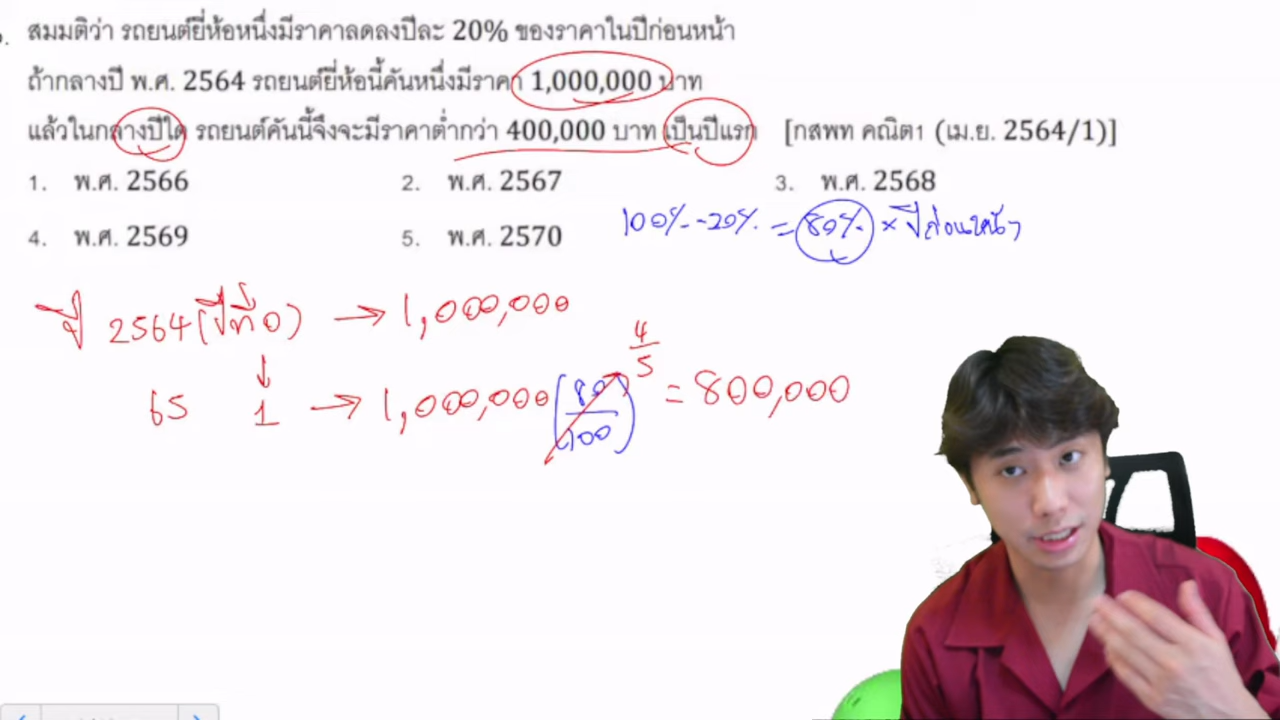 สมมติว่า รถยนต์ยี่ห้อหนึ่งมีราคาลดลงปีละ 20% ของราคาในปีก่อนหน้า
ถ้ากลางปี พ.ศ. 2564 รถยนต์ยี่ห้อนี้คันหนึ่งมีราคา 1,000,000 บาท
แล้วในกลางปีใด รถยนต์คันนี้จึงจะมีราคาต่ำกว่า 400,000 บาท เป็นปีแรก [กสพท คณิต1 (เม.ย. 2564/1)]
1. พ.ศ. 2566 2. พ.ศ. 2567 3. พ.ศ. 2568
4. พ.ศ. 2569 5. พ.ศ. 2570
100% - 20% = 80% × ปีก่อนหน้า
ปี 2564 (ปีที่ 0) → 1,000,000
65 1 → 1,000,000 (80/100) 4/5 = 800,000